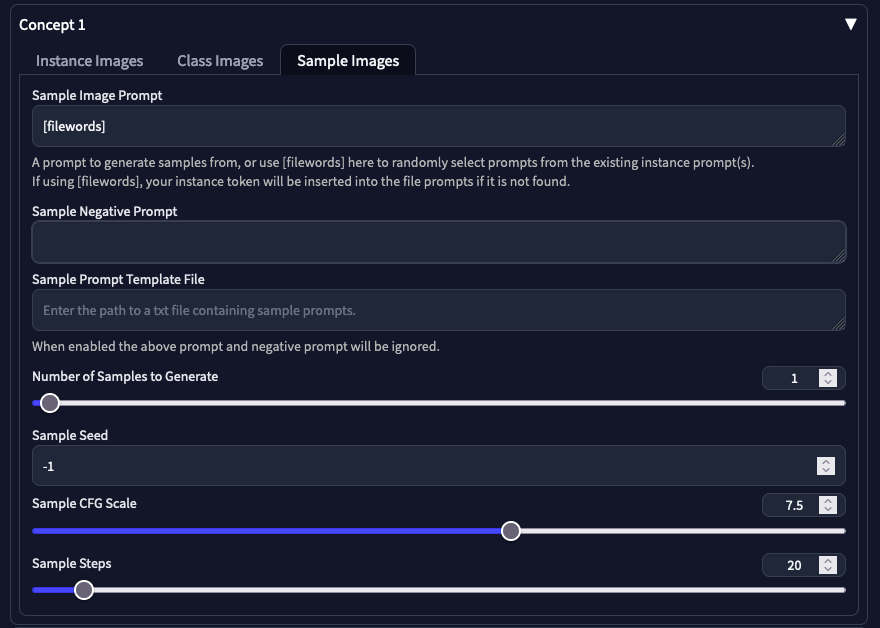 Concept 1
Instance Images
Class Images
Sample Images
Sample Image Prompt
[filewords]
A prompt to generate samples from, or use [filewords] here to randomly select prompts from the existing instance prompt(s).
If using [filewords], your instance token will be inserted into the file prompts if it is not found.
Sample Negative Prompt
Sample Prompt Template File
Enter the path to a txt file containing sample prompts.
When enabled the above prompt and negative prompt will be ignored.
Number of Samples to Generate
1
Sample Seed
-1
Sample CFG Scale
7.5
Sample Steps
20